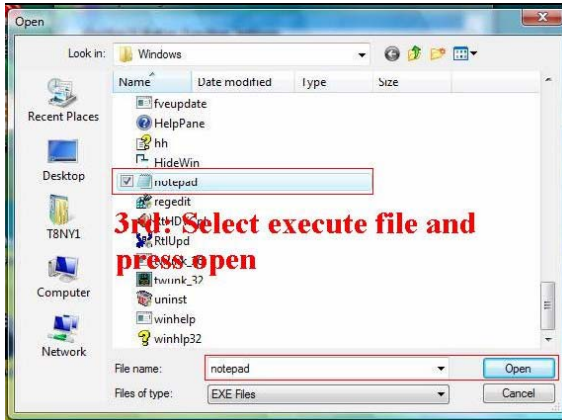 Open
Look in: Windows
Name Date modified Type Size
fveupdate
Recent Places
HelpPane
hh
HideWin
Desktop
notepad
regedit
3rd: Select execute file and
T8NY1
RtlUpd
press open
twunk_32
Computer
uninst
winhelp
winhlp32
Network
File name: notepad Open
Files of type: EXE Files Cancel